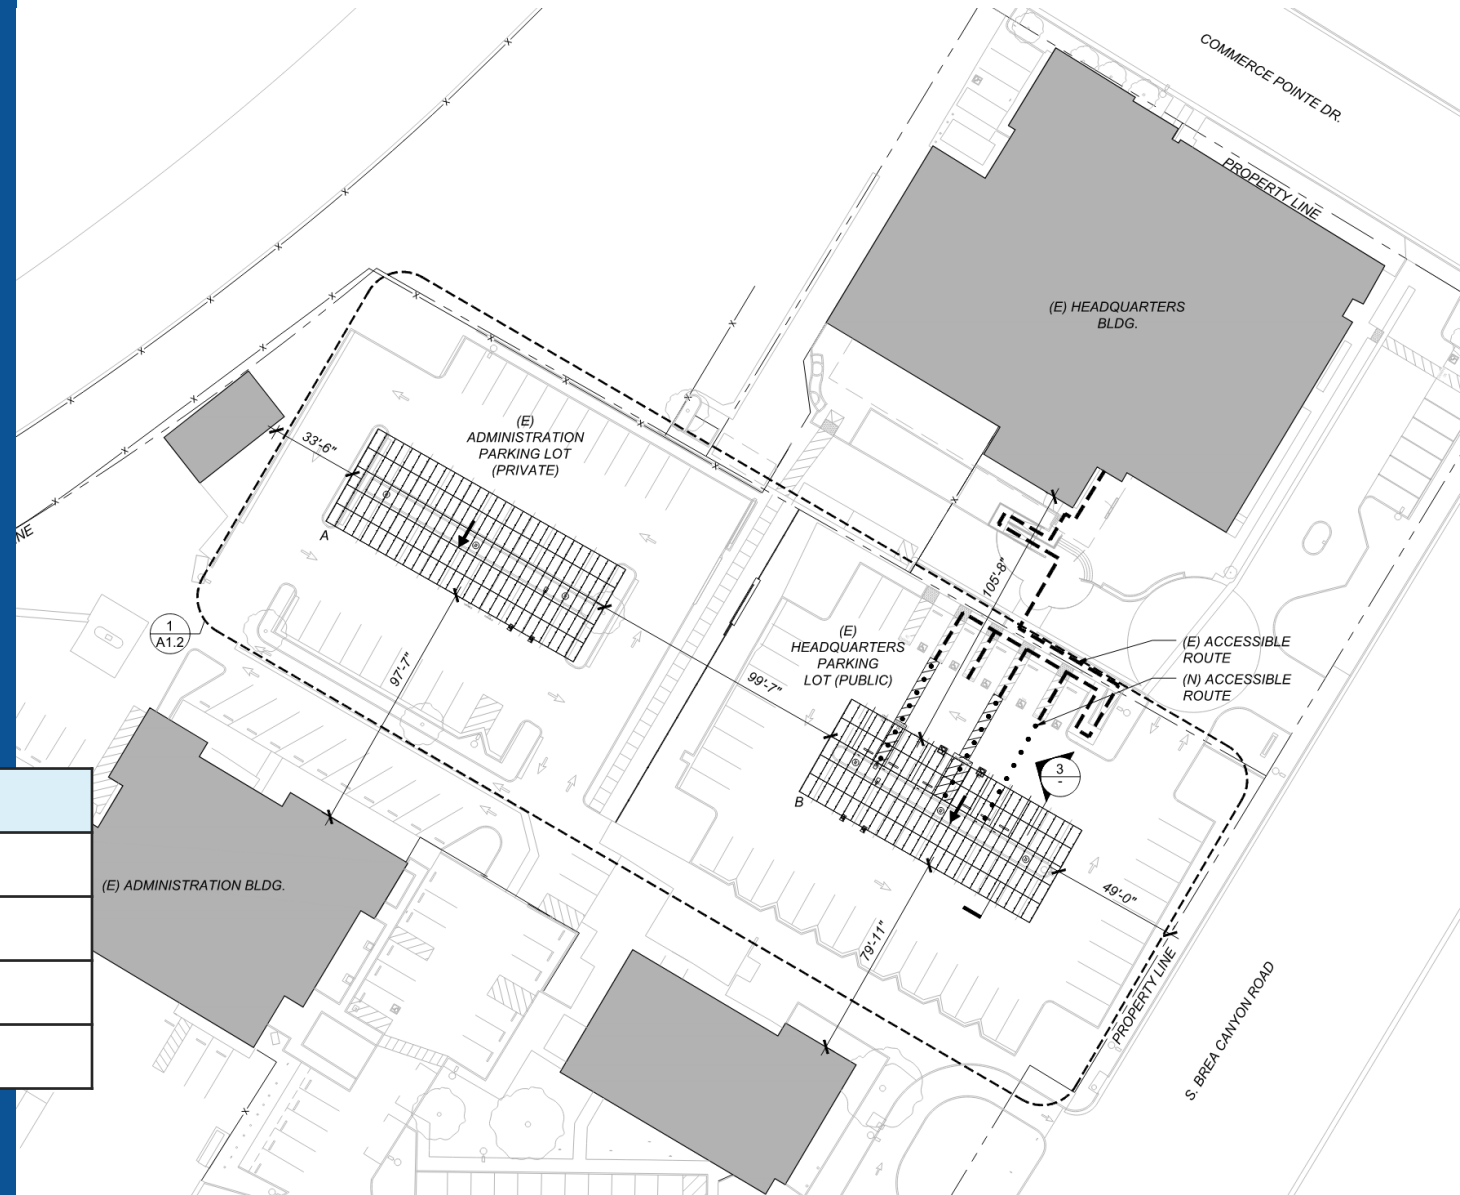 COMMERCE POINTE DR.
PROPERTY LINE
(E) HEADQUARTERS
BLDG.
(E)
ADMINISTRATION
PARKING LOT
(PRIVATE)
33'-6"
NE
A
105'-8"
1
A1.2
(E)
HEADQUARTERS
PARKING
LOT (PUBLIC)
(E) ACCESSIBLE
ROUTE
(N) ACCESSIBLE
ROUTE
97'-7"
99'-7"
3
-
B
(E) ADMINISTRATION BLDG.
49'-0"
79'-11"
PROPERTY LINE
S. BREA CANYON ROAD